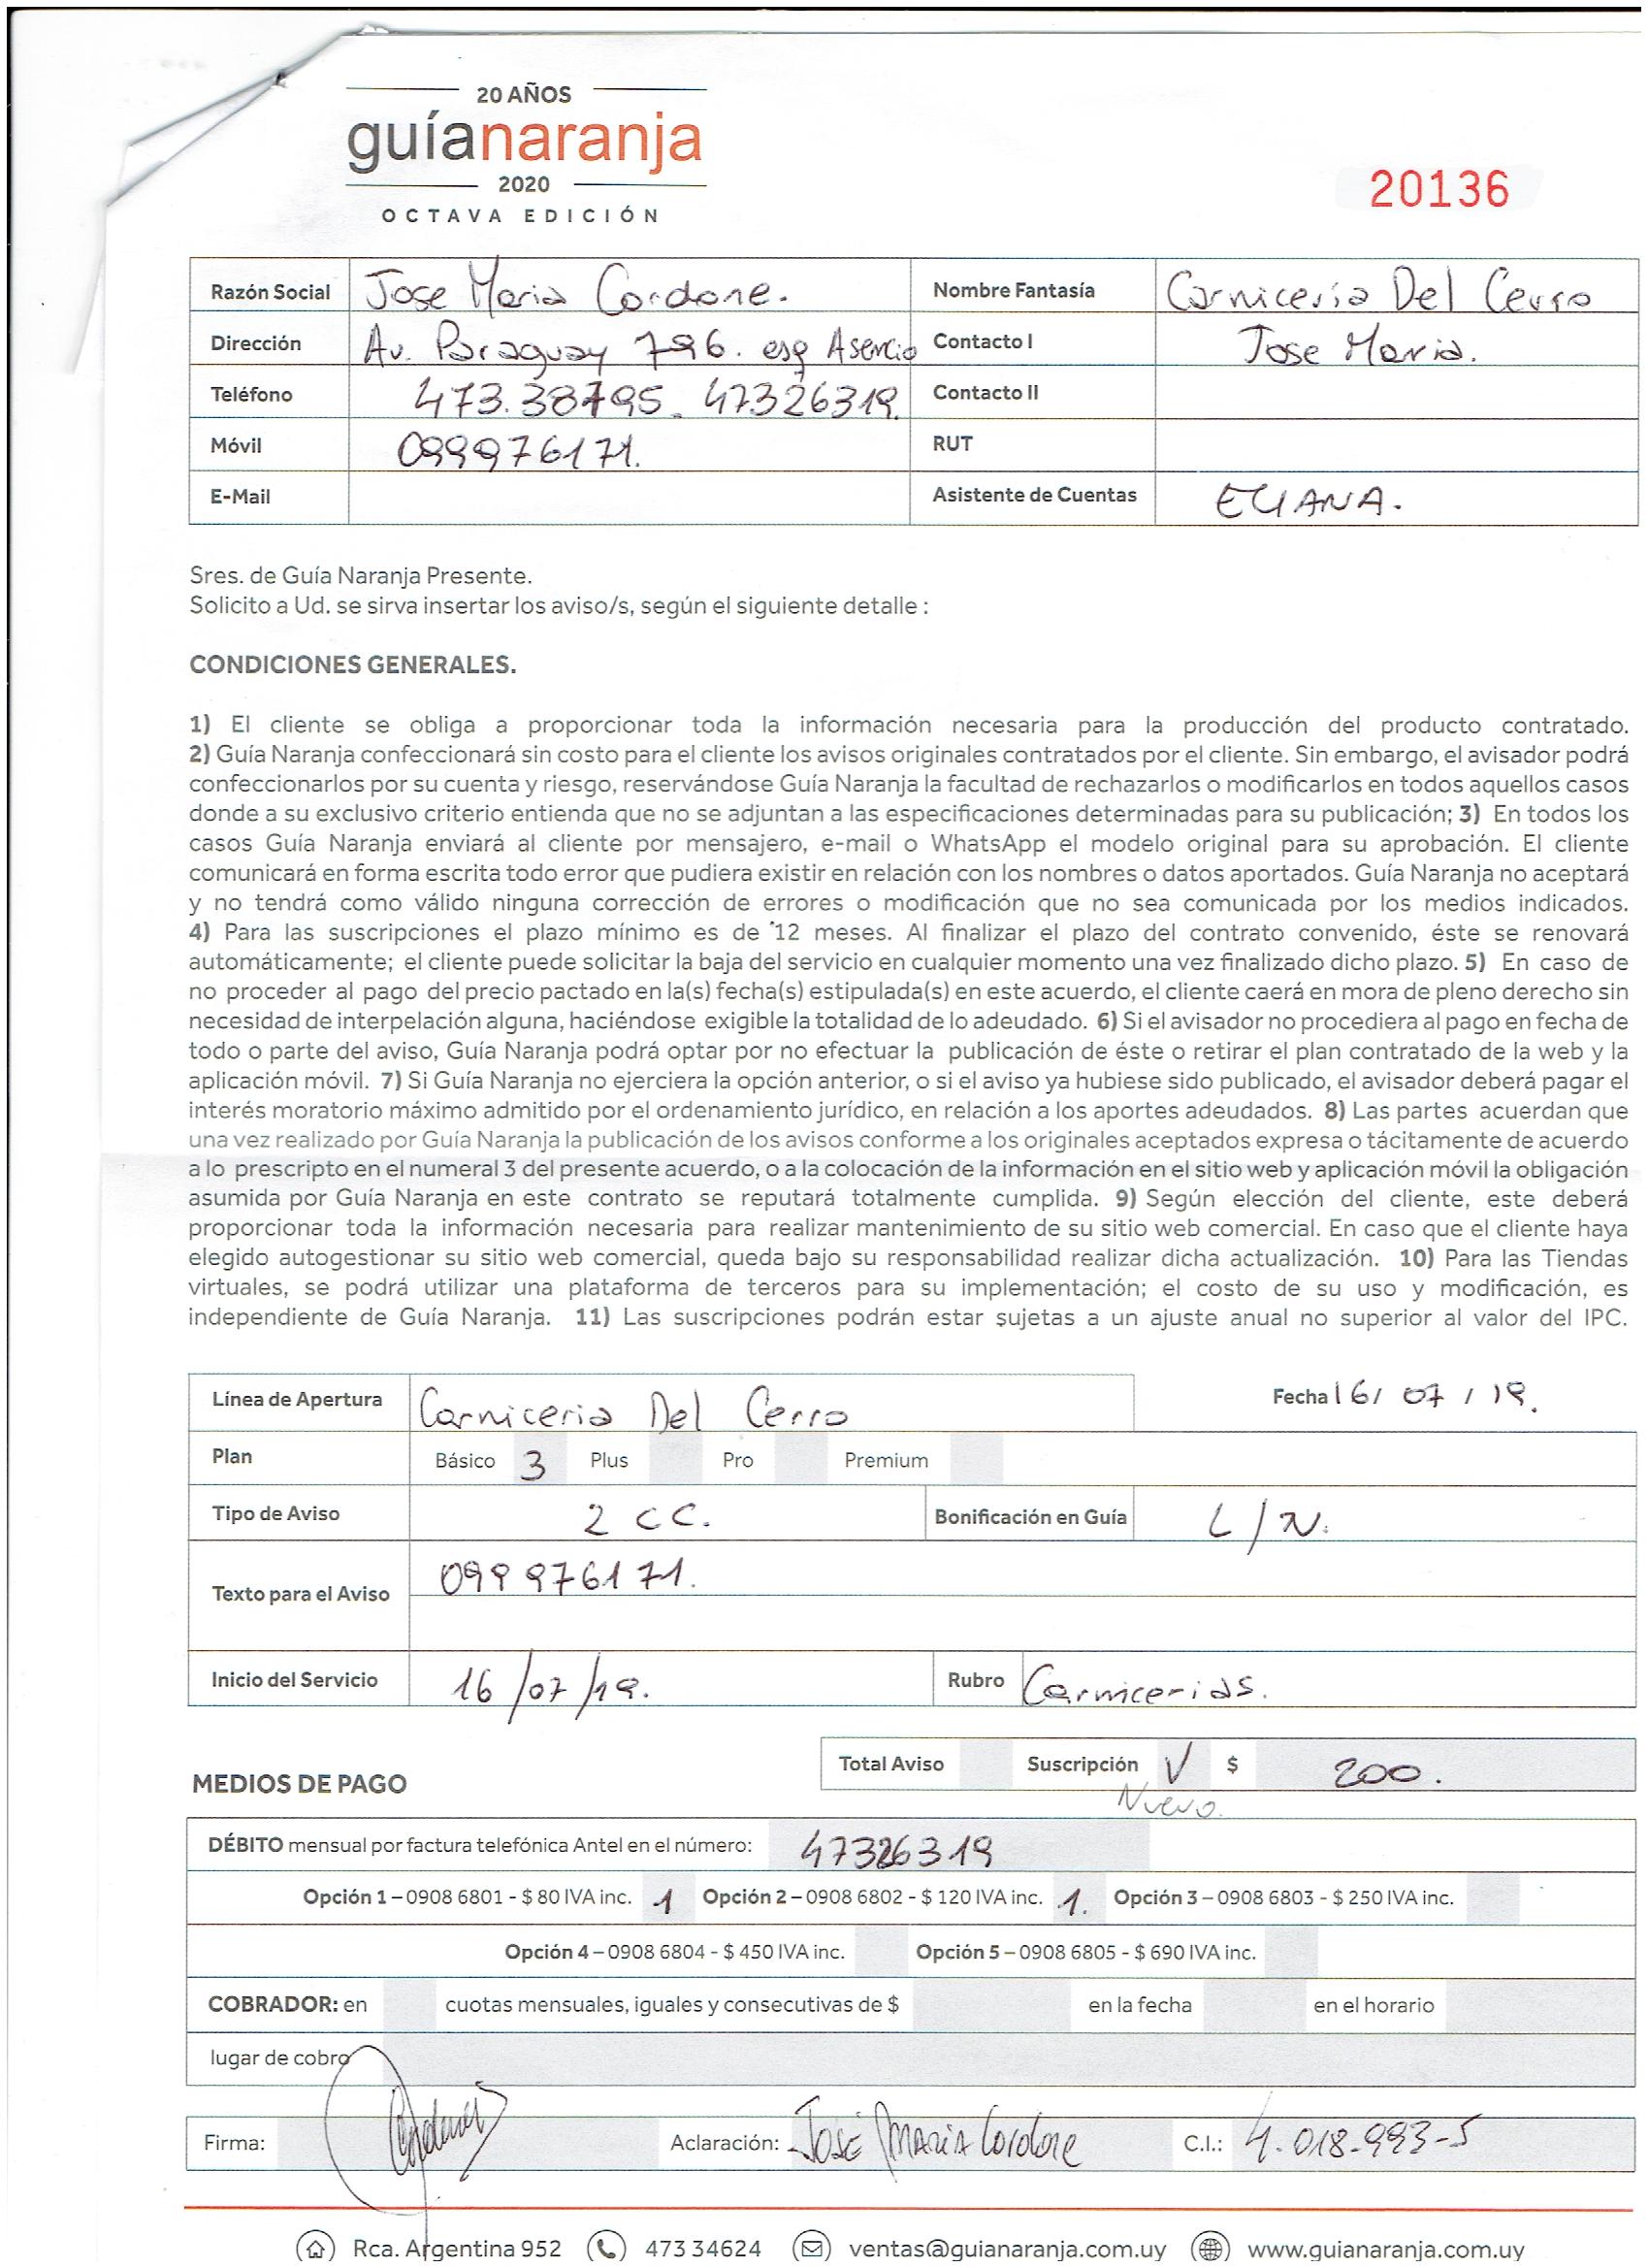 20 AÑOS
guíanaranja
2020
OCTAVA EDICIÓN
20136
Razón Social Jose Maria Cordone. Nombre Fantasía Carnicería Del Cerro
Dirección Av. Paraguay 796. esq Asencio Contacto I Jose Maria.
Teléfono 473.38795. 47326319. Contacto II
Móvil 099976171. RUT
E-Mail Asistente de Cuentas ELIANA.
Sres. de Guía Naranja Presente.
Solicito a Ud. se sirva insertar los aviso/s, según el siguiente detalle :
CONDICIONES GENERALES.
1) El cliente se obliga a proporcionar toda la información necesaria para la producción del producto contratado.
2) Guía Naranja confeccionará sin costo para el cliente los avisos originales contratados por el cliente. Sin embargo, el avisador podrá
confeccionarlos por su cuenta y riesgo, reservándose Guía Naranja la facultad de rechazarlos o modificarlos en todos aquellos casos
donde a su exclusivo criterio entienda que no se adjuntan a las especificaciones determinadas para su publicación; 3) En todos los
casos Guía Naranja enviará al cliente por mensajero, e-mail o WhatsApp el modelo original para su aprobación. El cliente
comunicará en forma escrita todo error que pudiera existir en relación con los nombres o datos aportados. Guía Naranja no aceptará
y no tendrá como válido ninguna corrección de errores o modificación que no sea comunicada por los medios indicados.
4) Para las suscripciones el plazo mínimo es de 12 meses. Al finalizar el plazo del contrato convenido, éste se renovará
automáticamente; el cliente puede solicitar la baja del servicio en cualquier momento una vez finalizado dicho plazo. 5) En caso de
no proceder al pago del precio pactado en la(s) fecha(s) estipulada(s) en este acuerdo, el cliente caerá en mora de pleno derecho sin
necesidad de interpelación alguna, haciéndose exigible la totalidad de lo adeudado. 6) Si el avisador no procediera al pago en fecha de
todo o parte del aviso, Guía Naranja podrá optar por no efectuar la publicación de éste o retirar el plan contratado de la web y la
aplicación móvil. 7) Si Guía Naranja no ejerciera la opción anterior, o si el aviso ya hubiese sido publicado, el avisador deberá pagar el
interés moratorio máximo admitido por el ordenamiento jurídico, en relación a los aportes adeudados. 8) Las partes acuerdan que
una vez realizado por Guía Naranja la publicación de los avisos conforme a los originales aceptados expresa o tácitamente de acuerdo
a lo prescripto en el numeral 3 del presente acuerdo, o a la colocación de la información en el sitio web y aplicación móvil la obligación
asumida por Guía Naranja en este contrato se reputará totalmente cumplida. 9) Según elección del cliente, este deberá
proporcionar toda la información necesaria para realizar mantenimiento de su sitio web comercial. En caso que el cliente haya
elegido autogestionar su sitio web comercial, queda bajo su responsabilidad realizar dicha actualización. 10) Para las Tiendas
virtuales, se podrá utilizar una plataforma de terceros para su implementación; el costo de su uso y modificación, es
independiente de Guía Naranja. 11) Las suscripciones podrán estar sujetas a un ajuste anual no superior al valor del IPC.
Línea de Apertura Carniceria Del Cerro Fecha 16/ 07 / 19.
Plan Básico 3 Plus Pro Premium
Tipo de Aviso 2 CC. Bonificación en Guía L/N.
Texto para el Aviso 099976171.
Inicio del Servicio 16/07/19. Rubro Carnicerias.
Total Aviso Suscripción V $ 200.
MEDIOS DE PAGO
Nuevo.
DÉBITO mensual por factura telefónica Antel en el número: 47326319
Opción 1 – 0908 6801 - $ 80 IVA inc. 1 Opción 2 – 0908 6802 - $ 120 IVA inc. 1. Opción 3 – 0908 6803 - $ 250 IVA inc.
Opción 4 – 0908 6804 - $ 450 IVA inc. Opción 5 – 0908 6805 - $ 690 IVA inc.
COBRADOR: en cuotas mensuales, iguales y consecutivas de $ en la fecha en el horario
lugar de cobro
Firma: Aclaración: José Maria Cordone C.I.: 4.018.993-5
Rca. Argentina 952 473 34624 ventas@guianaranja.com.uy www.guianaranja.com.uy